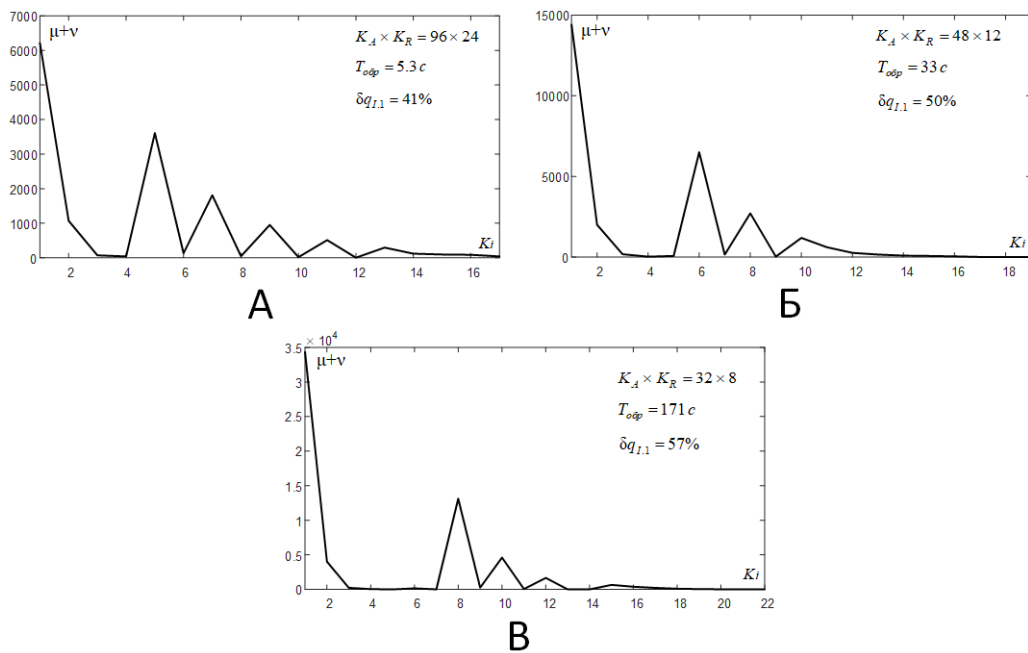 7000
6000
5000
4000
3000
2000
1000
0
μ+ν
K_A × K_R = 96 × 24
T_обр = 5.3 с
δq_I.1 = 41%
Ki
2 4 6 8 10 12 14 16
А
15000
10000
5000
0
μ+ν
K_A × K_R = 48 × 12
T_обр = 33 с
δq_I.1 = 50%
Ki
2 4 6 8 10 12 14 16 18
Б
× 10⁴
3.5
3
2.5
2
1.5
1
0.5
0
μ+ν
K_A × K_R = 32 × 8
T_обр = 171 с
δq_I.1 = 57%
Ki
2 4 6 8 10 12 14 16 18 20 22
В